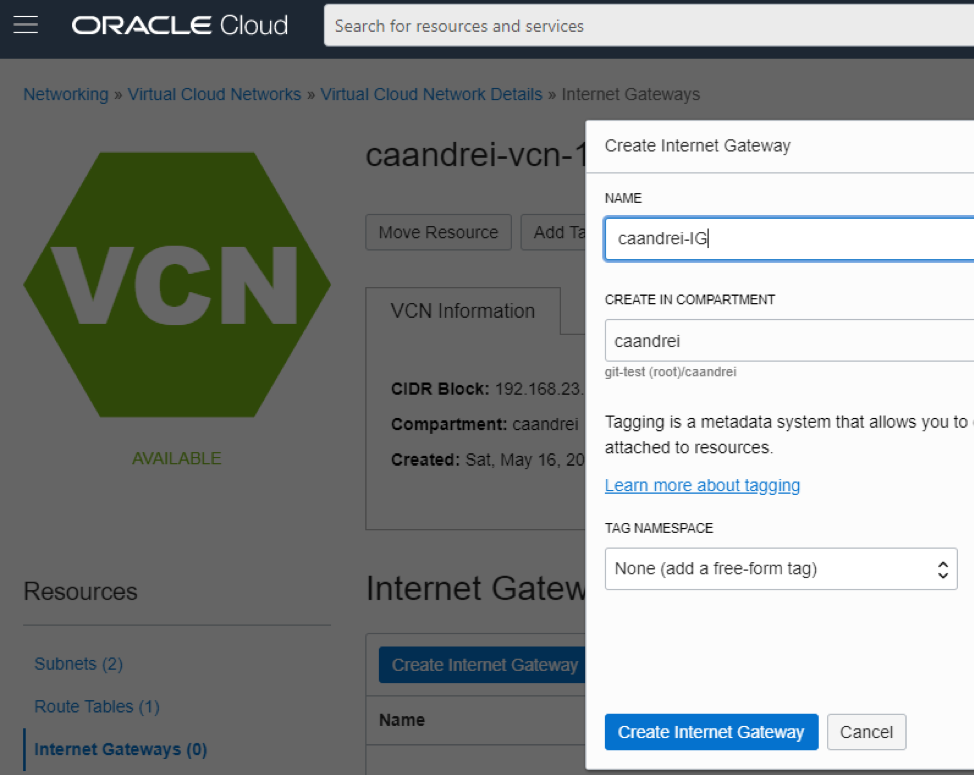 ORACLE Cloud
Search for resources and services
Networking » Virtual Cloud Networks » Virtual Cloud Network Details » Internet Gateways
VCN
AVAILABLE
caandrei-vcn-1
Move Resource
Add Ta
VCN Information
CIDR Block: 192.168.23.
Compartment: caandrei
Created: Sat, May 16, 20
Resources
Subnets (2)
Route Tables (1)
Internet Gateways (0)
Internet Gatew
Create Internet Gateway
Name
Create Internet Gateway
NAME
caandrei-IG
CREATE IN COMPARTMENT
caandrei
git-test (root)/caandrei
Tagging is a metadata system that allows you to
attached to resources.
Learn more about tagging
TAG NAMESPACE
None (add a free-form tag)
Create Internet Gateway
Cancel